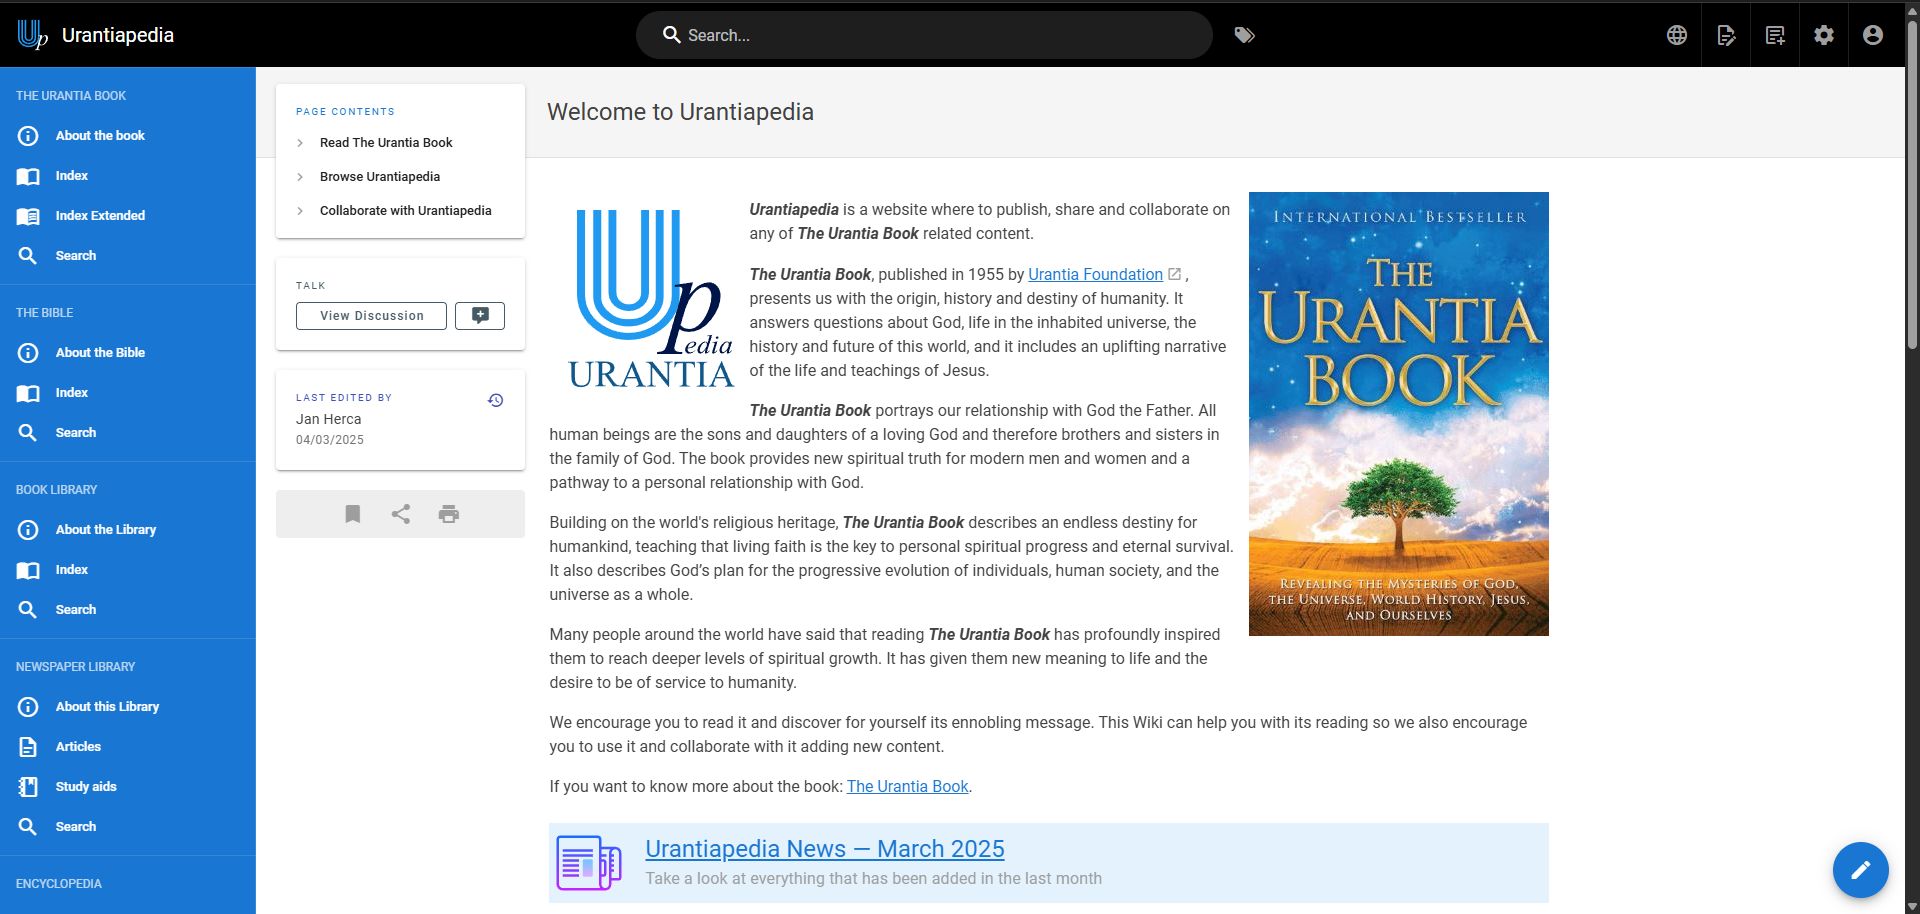 Up Urantiapedia
Search...
THE URANTIA BOOK
About the book
Index
Index Extended
Search
THE BIBLE
About the Bible
Index
Search
BOOK LIBRARY
About the Library
Index
Search
NEWSPAPER LIBRARY
About this Library
Articles
Study aids
Search
ENCYCLOPEDIA
PAGE CONTENTS
Read The Urantia Book
Browse Urantiapedia
Collaborate with Urantiapedia
TALK
View Discussion
LAST EDITED BY
Jan Herca
04/03/2025
Welcome to Urantiapedia
Up
edia
URANTIA
Urantiapedia is a website where to publish, share and collaborate on
any of The Urantia Book related content.
The Urantia Book, published in 1955 by Urantia Foundation ,
presents us with the origin, history and destiny of humanity. It
answers questions about God, life in the inhabited universe, the
history and future of this world, and it includes an uplifting narrative
of the life and teachings of Jesus.
The Urantia Book portrays our relationship with God the Father. All
human beings are the sons and daughters of a loving God and therefore brothers and sisters in
the family of God. The book provides new spiritual truth for modern men and women and a
pathway to a personal relationship with God.
Building on the world's religious heritage, The Urantia Book describes an endless destiny for
humankind, teaching that living faith is the key to personal spiritual progress and eternal survival.
It also describes God’s plan for the progressive evolution of individuals, human society, and the
universe as a whole.
Many people around the world have said that reading The Urantia Book has profoundly inspired
them to reach deeper levels of spiritual growth. It has given them new meaning to life and the
desire to be of service to humanity.
We encourage you to read it and discover for yourself its ennobling message. This Wiki can help you with its reading so we also encourage
you to use it and collaborate with it adding new content.
If you want to know more about the book: The Urantia Book.
INTERNATIONAL BESTSELLER
THE
URANTIA
BOOK
REVEALING THE MYSTERIES OF GOD,
THE UNIVERSE, WORLD HISTORY, JESUS,
AND OURSELVES
Urantiapedia News — March 2025
Take a look at everything that has been added in the last month